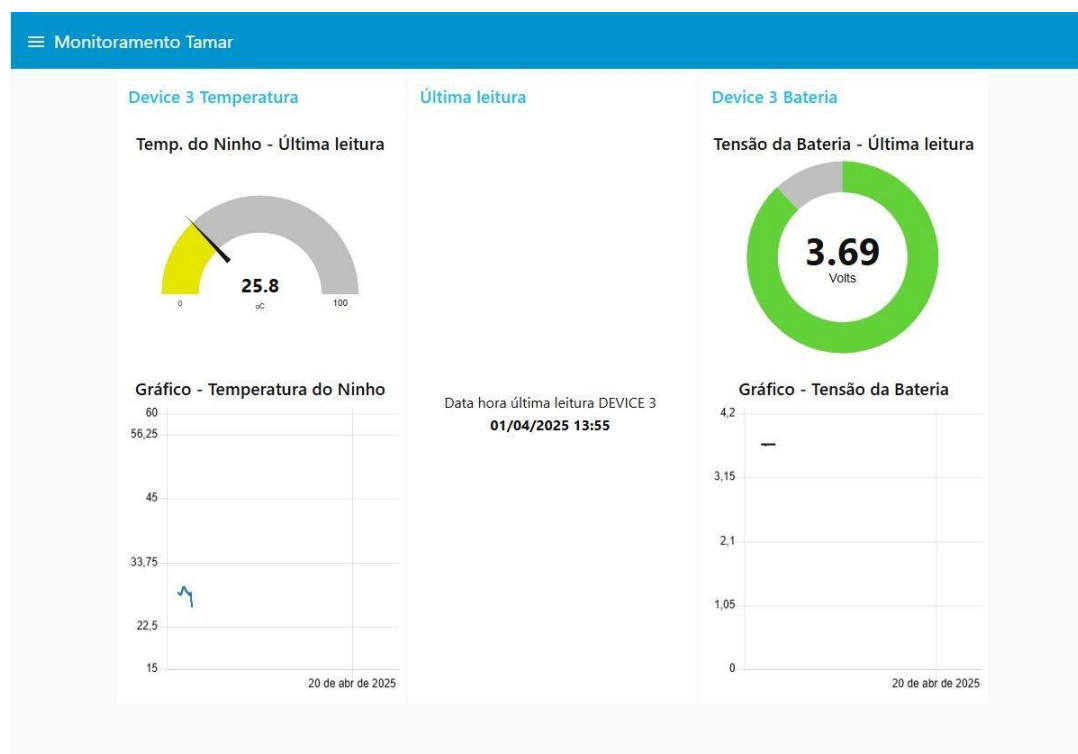 Monitoramento Tamar
Device 3 Temperatura
Temp. do Ninho - Última leitura
25.8
ºC
0
100
Gráfico - Temperatura do Ninho
60
56,25
45
33,75
22,5
15
20 de abr de 2025
Última leitura
Data hora última leitura DEVICE 3
01/04/2025 13:55
Device 3 Bateria
Tensão da Bateria - Última leitura
3.69
Volts
Gráfico - Tensão da Bateria
4,2
3,15
2,1
1,05
0
20 de abr de 2025